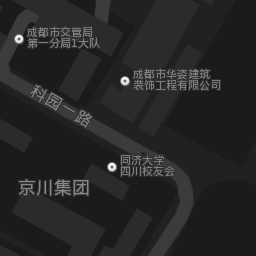 成都市交管局
第一分局1大队
成都市华姿建筑
装饰工程有限公司
科园一路
同济大学
四川校友会
京川集团